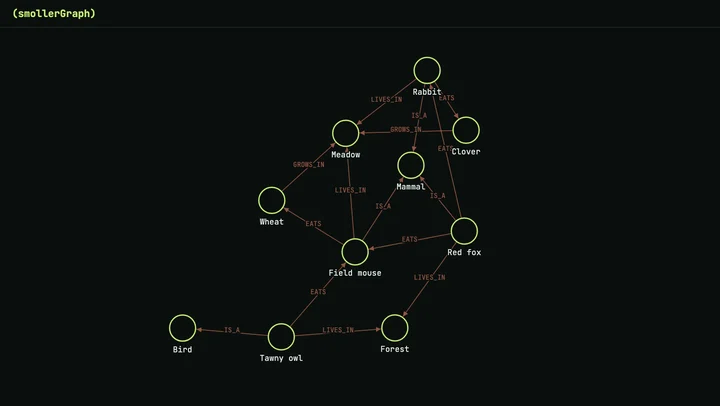 (smollerGraph)
Rabbit
LIVES_IN
EATS
IS_A
GROWS_IN
Clover
Meadow
EATS
GROWS_IN
Mammal
LIVES_IN
IS_A
IS_A
Wheat
EATS
EATS
Red fox
Field mouse
LIVES_IN
EATS
IS_A
LIVES_IN
Bird
Tawny owl
Forest